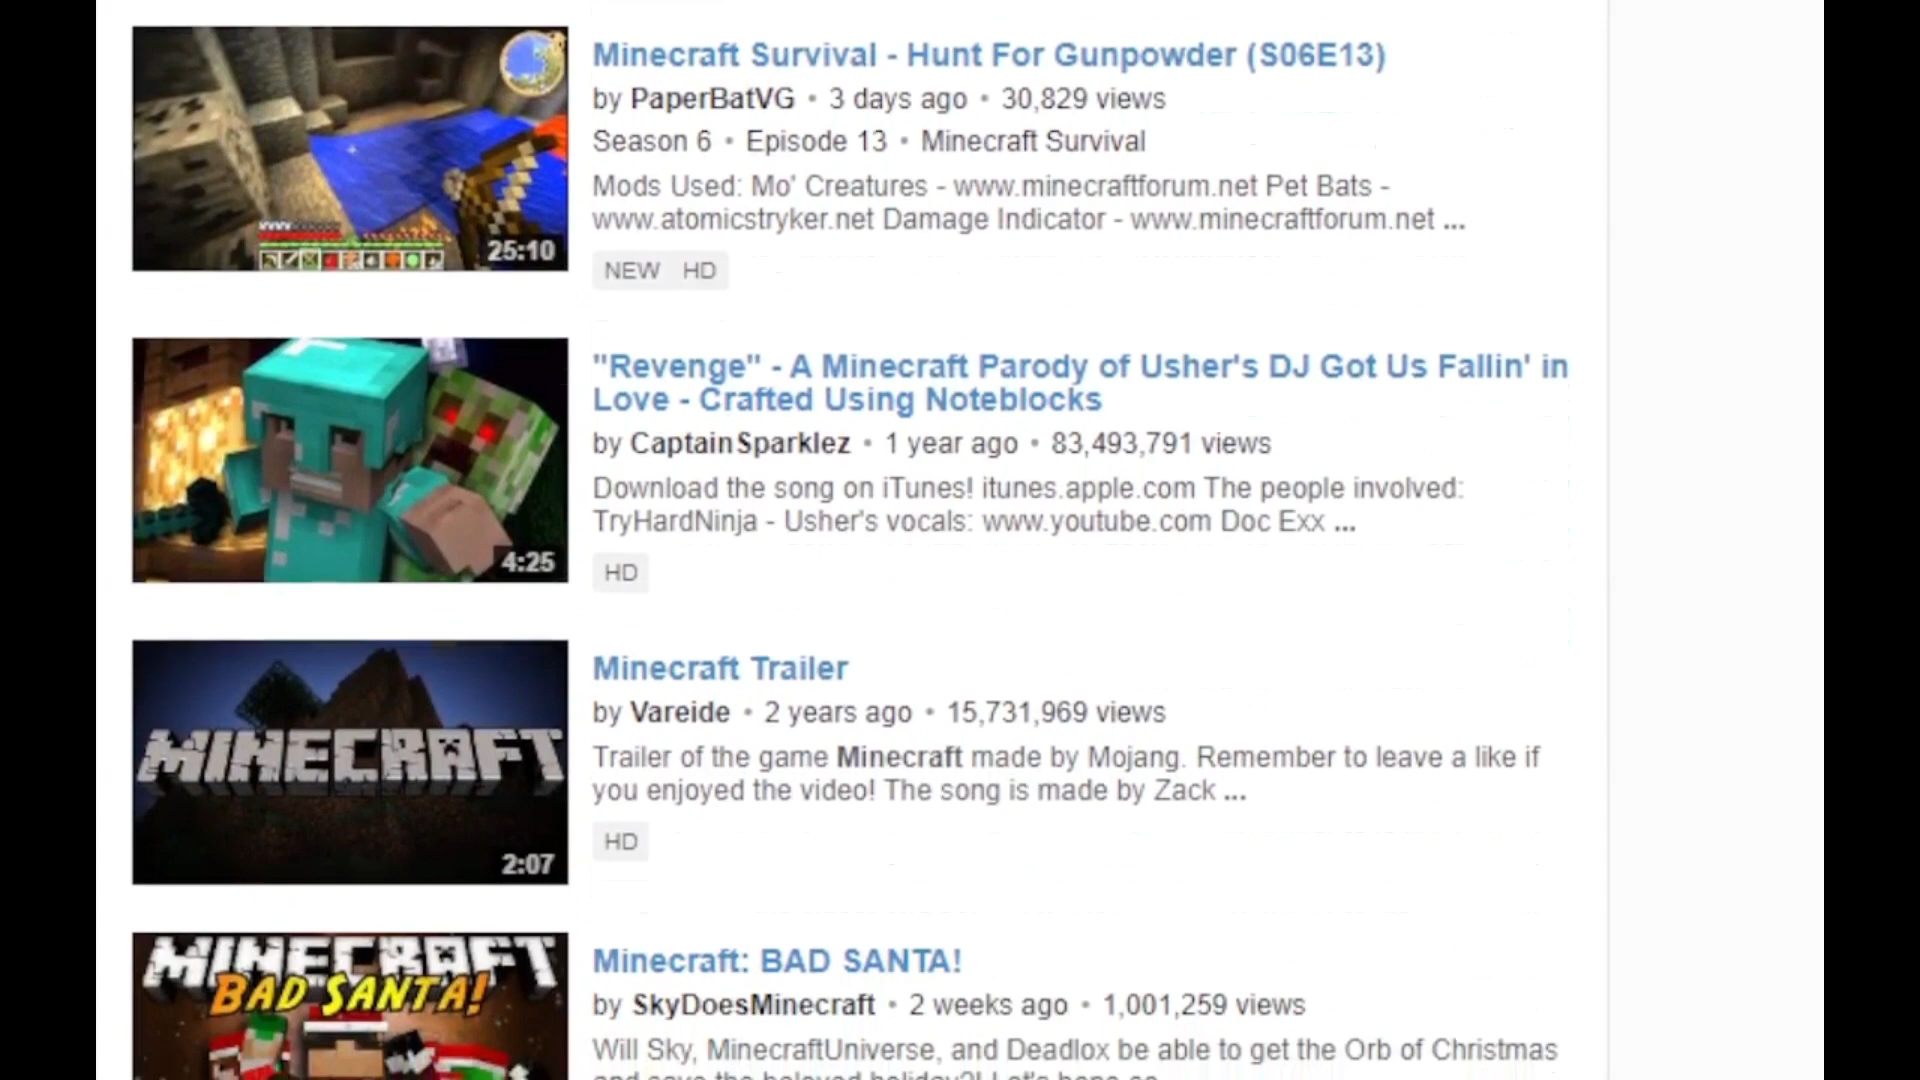 Minecraft Survival - Hunt For Gunpowder (S06E13)
by PaperBatVG • 3 days ago • 30,829 views
Season 6 • Episode 13 • Minecraft Survival
Mods Used: Mo' Creatures - www.minecraftforum.net Pet Bats -
www.atomicstryker.net Damage Indicator - www.minecraftforum.net ...
25:10
NEW HD
"Revenge" - A Minecraft Parody of Usher's DJ Got Us Fallin' in
Love - Crafted Using Noteblocks
by CaptainSparklez • 1 year ago • 83,493,791 views
Download the song on iTunes! itunes.apple.com The people involved:
TryHardNinja - Usher's vocals: www.youtube.com Doc Exx ...
4:25
HD
Minecraft Trailer
by Vareide • 2 years ago • 15,731,969 views
MINECRAFT
Trailer of the game Minecraft made by Mojang. Remember to leave a like if
you enjoyed the video! The song is made by Zack ...
HD
2:07
MINECRAFT
BAD SANTA!
Minecraft: BAD SANTA!
by SkyDoesMinecraft • 2 weeks ago • 1,001,259 views
Will Sky, MinecraftUniverse, and Deadlox be able to get the Orb of Christmas